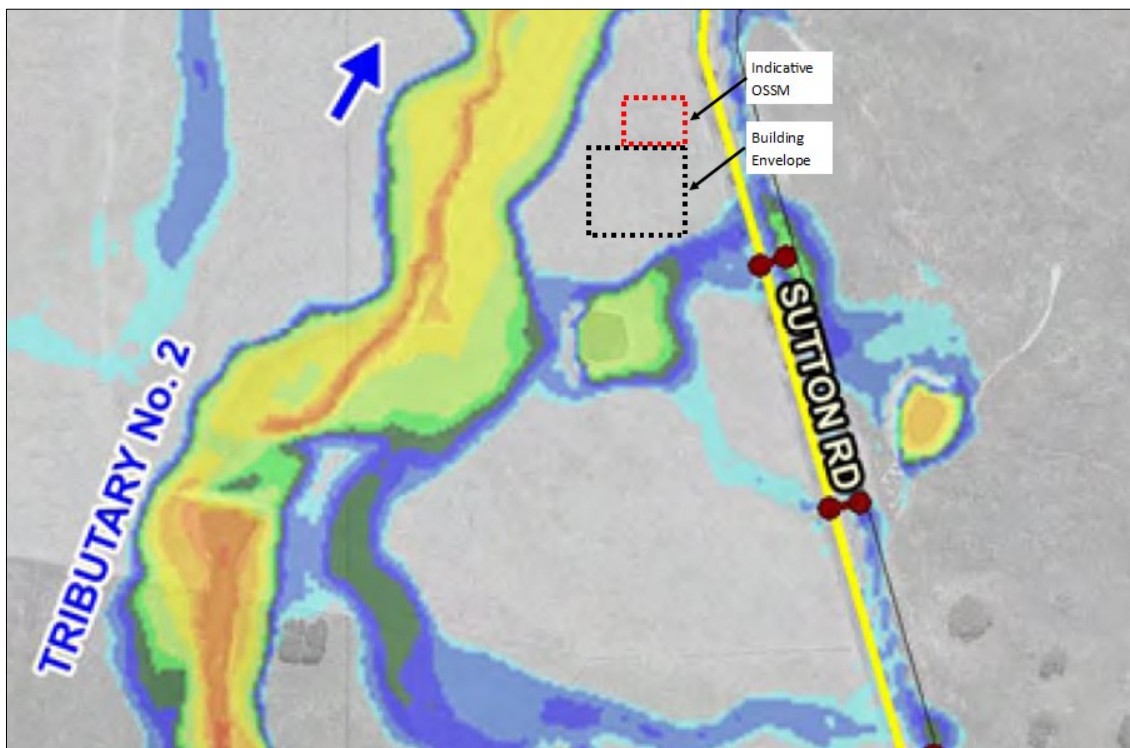 Indicative
OSSM
Building
Envelope
SUTTON RD
TRIBUTARY No. 2